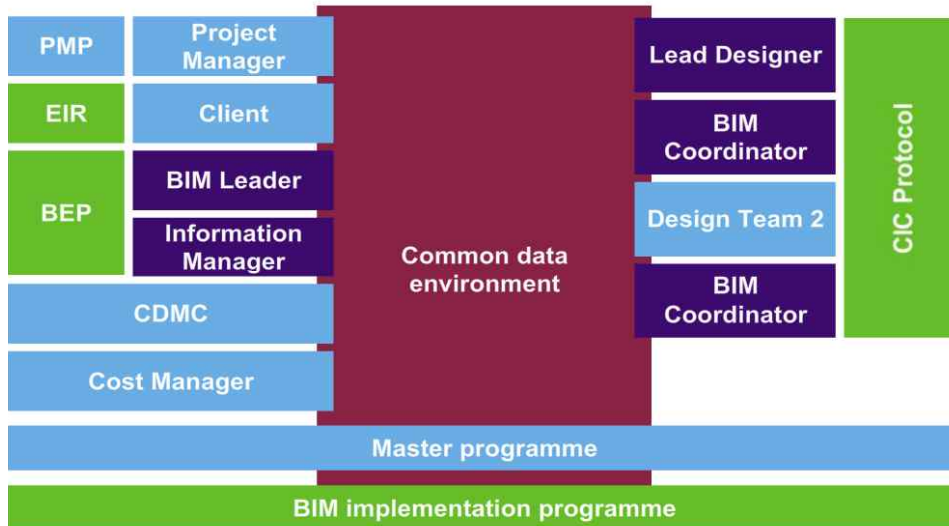 PMP
Project
Manager
EIR
Client
BEP
BIM Leader
Information
Manager
CDMC
Cost Manager
Common data
environment
Lead Designer
BIM
Coordinator
Design Team 2
BIM
Coordinator
CIC Protocol
Master programme
BIM implementation programme